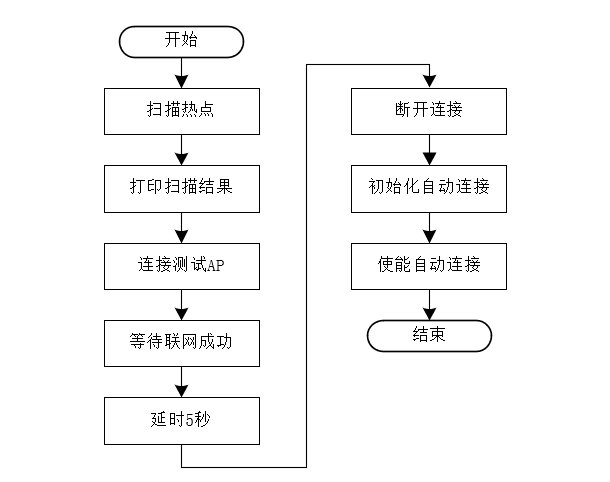 开始
扫描热点
打印扫描结果
连接测试AP
等待联网成功
延时5秒
断开连接
初始化自动连接
使能自动连接
结束